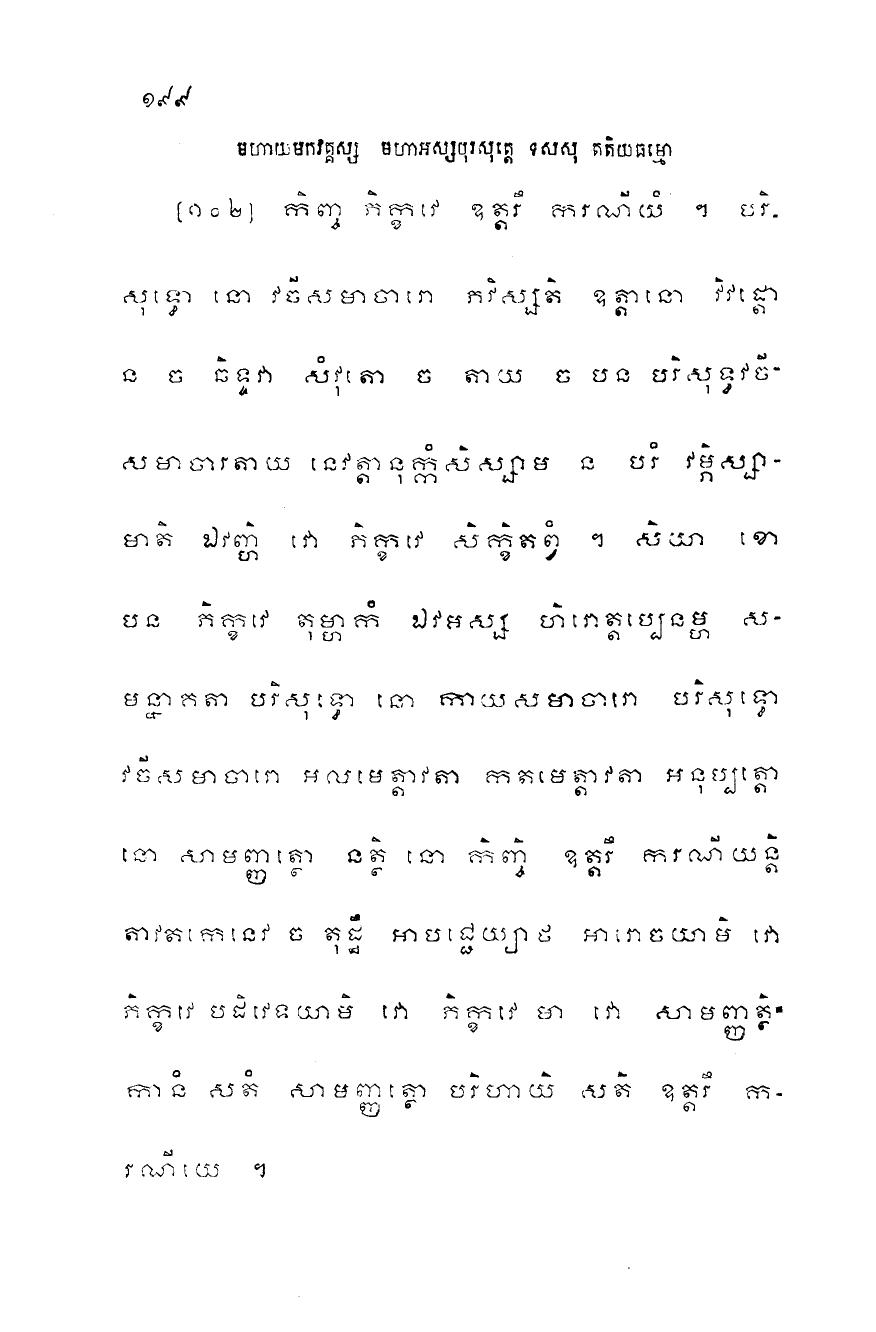 ១៩៩
មហាយមកវគ្គស្ស មហាអស្សបុរសុត្តេ ទសសុ តតិយធម្មោ
[១០២] កិញ្ច ភិក្ខវេ ឧត្តរឹ ករណីយំ ។ បរិ-
សុទ្ធោ នោ វចីសមាចារោ ភវិស្សតិ ឧត្តានោ វិវដ្តោ
ន ច ឆិទ្ទវា សំវុតោ ច តាយ ច បន បរិសុទ្ធវចី-
សមាចារតាយ នេវត្តានុក្កំសិស្សាម ន បរំ វម្ភិស្សា-
មាតិ ឯវញ្ហិ វោ ភិក្ខវេ សិក្ខិតព្វំ ។ សិយា ខោ
បន ភិក្ខវេ តុម្ហាកំ ឯវអស្ស ហិរោត្តប្បេនម្ហ ស-
មន្នាគតា បរិសុទ្ធោ នោ កាយសមាចារោ បរិសុទ្ធោ
វចីសមាចារោ អលមេត្តាវតា កតមេត្តាវតា អនុប្បត្តោ
នោ សាមញ្ញត្ថោ នត្ថិ នោ កិញ្ចិ ឧត្តរឹ ករណីយន្តិ
តាវតកេនេវ ច តុដ្ឋឹ អាបជ្ជេយ្យាថ អារោចយាមិ វោ
ភិក្ខវេ បដិវេទយាមិ វោ ភិក្ខវេ មា វោ សាមញ្ញត្ថិ-
កានំ សតំ សាមញ្ញត្ថោ បរិហាយិ សតិ ឧត្តរឹ ក-
រណីយេ ។